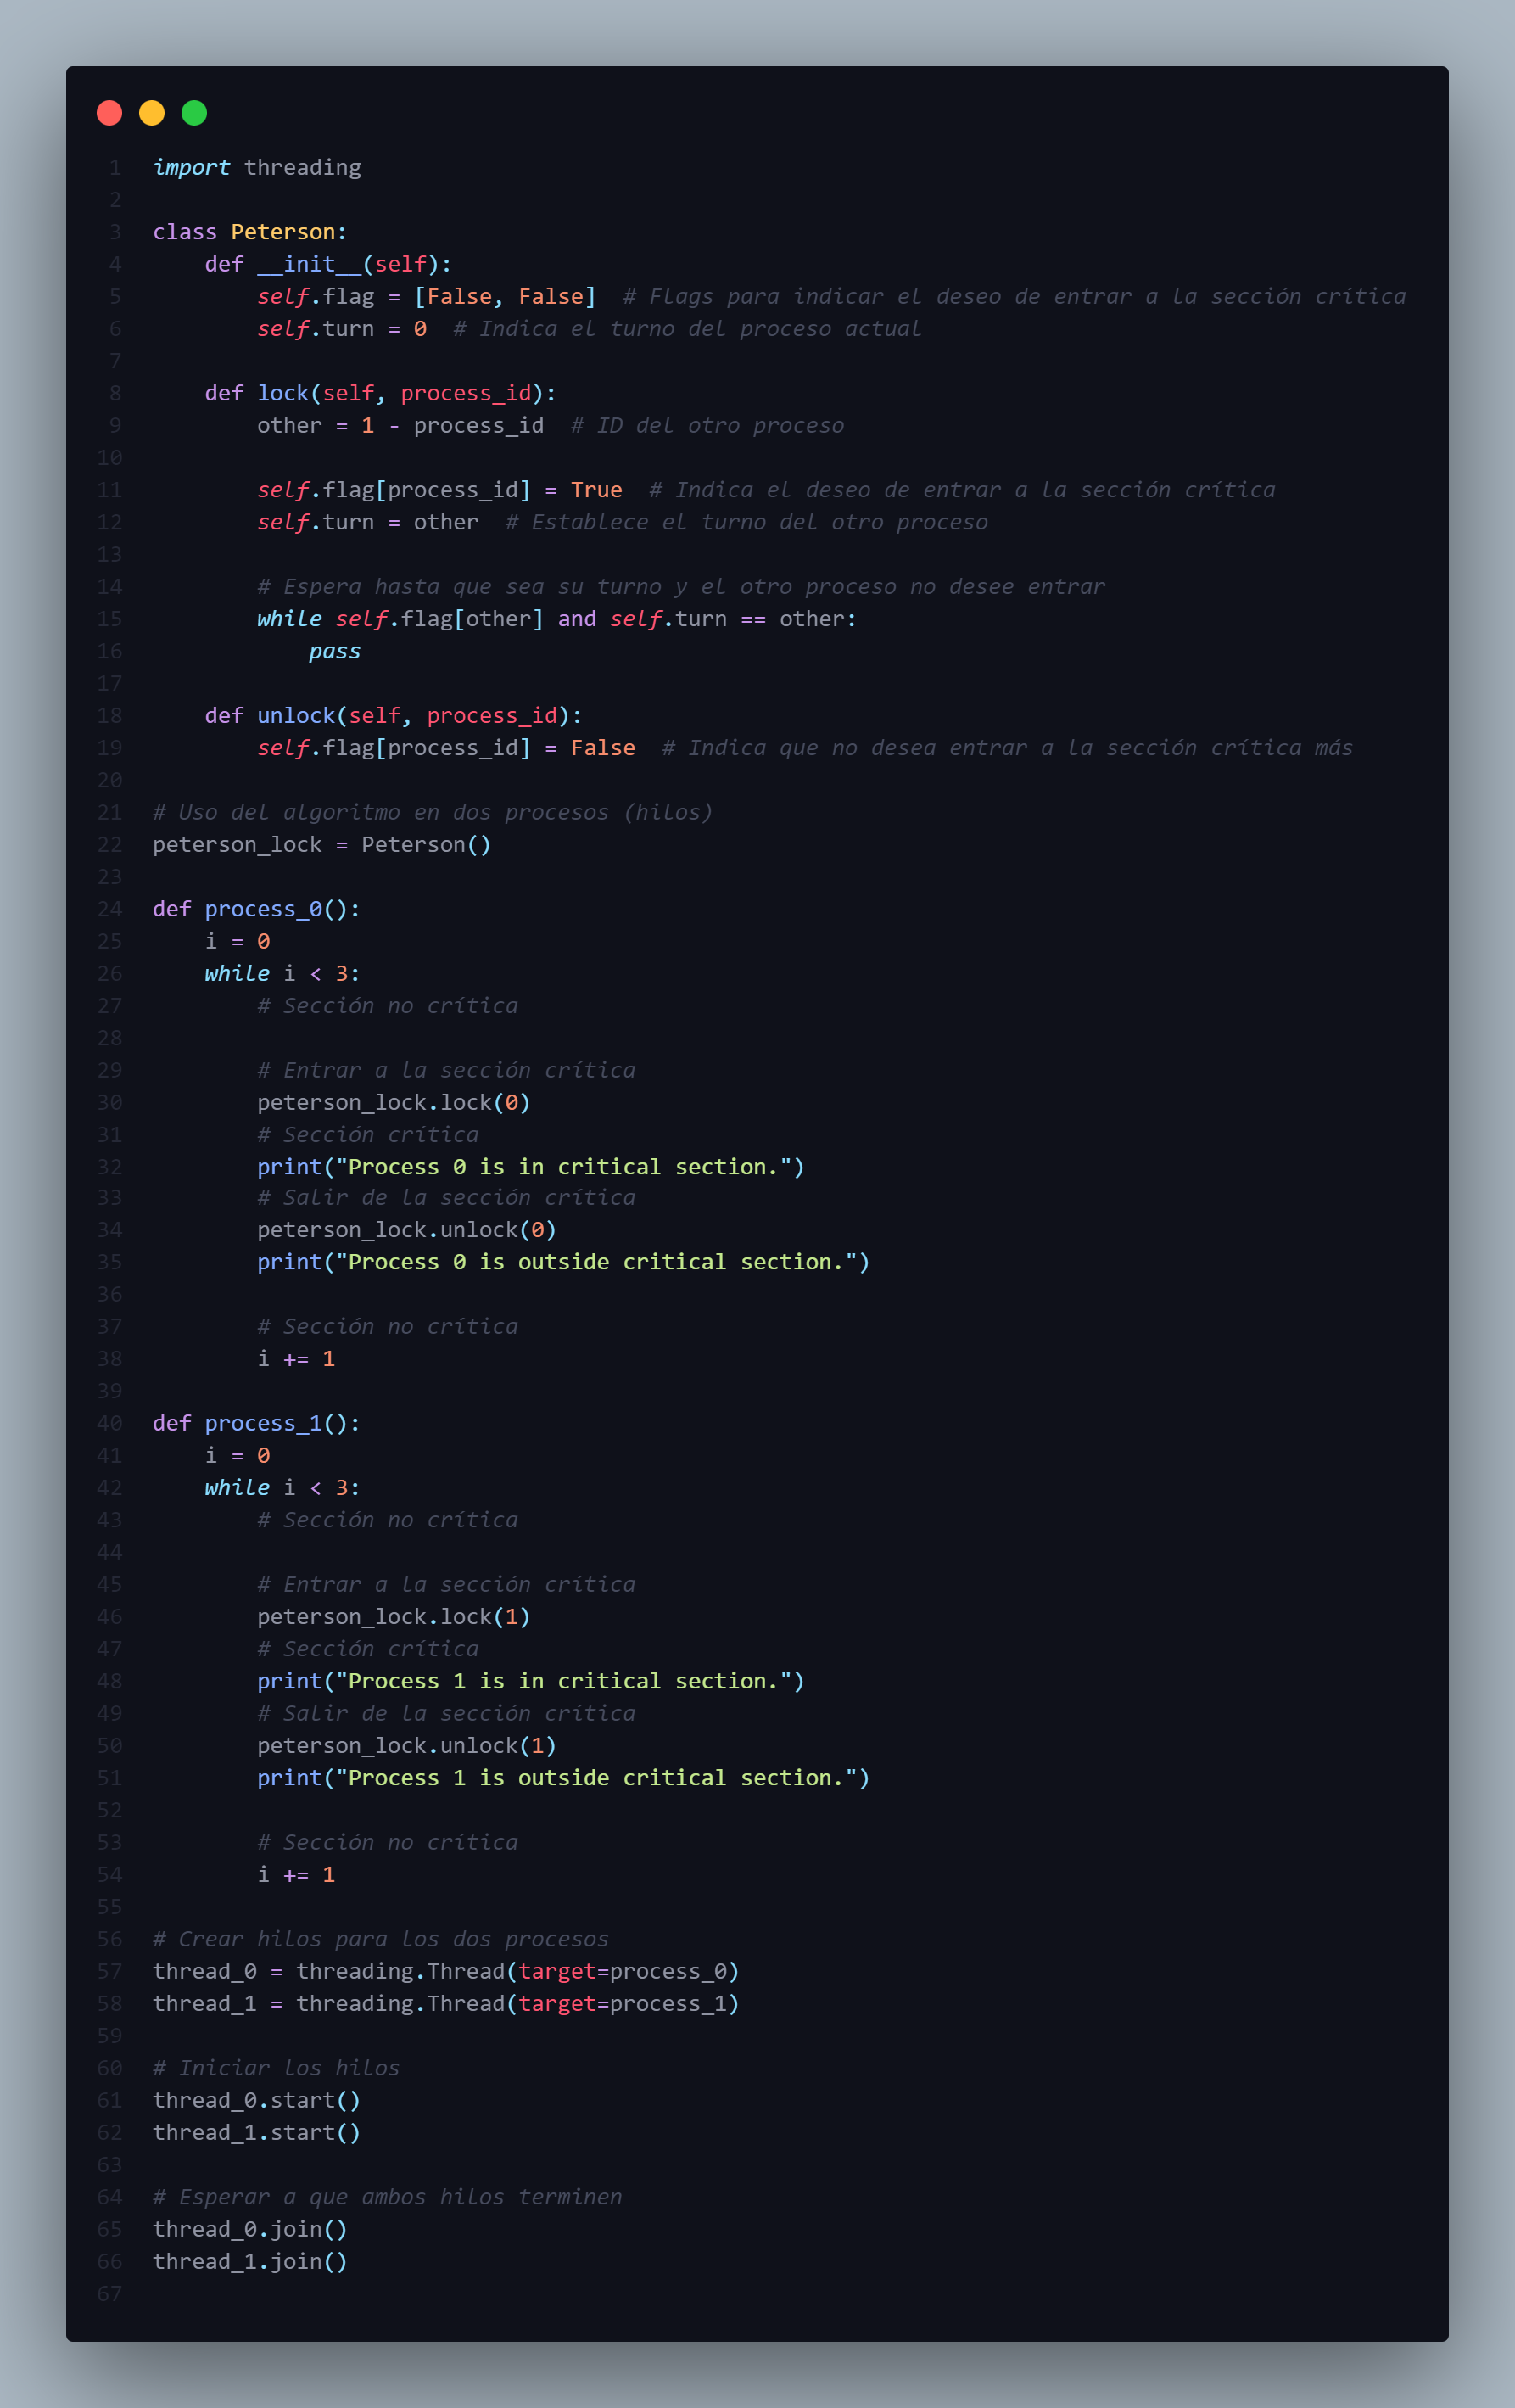 1 import threading
2
3 class Peterson:
4     def __init__(self):
5         self.flag = [False, False]  # Flags para indicar el deseo de entrar a la sección crítica
6         self.turn = 0  # Indica el turno del proceso actual
7
8     def lock(self, process_id):
9         other = 1 - process_id  # ID del otro proceso
10
11         self.flag[process_id] = True  # Indica el deseo de entrar a la sección crítica
12         self.turn = other  # Establece el turno del otro proceso
13
14         # Espera hasta que sea su turno y el otro proceso no desee entrar
15         while self.flag[other] and self.turn == other:
16             pass
17
18     def unlock(self, process_id):
19         self.flag[process_id] = False  # Indica que no desea entrar a la sección crítica más
20
21 # Uso del algoritmo en dos procesos (hilos)
22 peterson_lock = Peterson()
23
24 def process_0():
25     i = 0
26     while i < 3:
27         # Sección no crítica
28
29         # Entrar a la sección crítica
30         peterson_lock.lock(0)
31         # Sección crítica
32         print("Process 0 is in critical section.")
33         # Salir de la sección crítica
34         peterson_lock.unlock(0)
35         print("Process 0 is outside critical section.")
36
37         # Sección no crítica
38         i += 1
39
40 def process_1():
41     i = 0
42     while i < 3:
43         # Sección no crítica
44
45         # Entrar a la sección crítica
46         peterson_lock.lock(1)
47         # Sección crítica
48         print("Process 1 is in critical section.")
49         # Salir de la sección crítica
50         peterson_lock.unlock(1)
51         print("Process 1 is outside critical section.")
52
53         # Sección no crítica
54         i += 1
55
56 # Crear hilos para los dos procesos
57 thread_0 = threading.Thread(target=process_0)
58 thread_1 = threading.Thread(target=process_1)
59
60 # Iniciar los hilos
61 thread_0.start()
62 thread_1.start()
63
64 # Esperar a que ambos hilos terminen
65 thread_0.join()
66 thread_1.join()
67